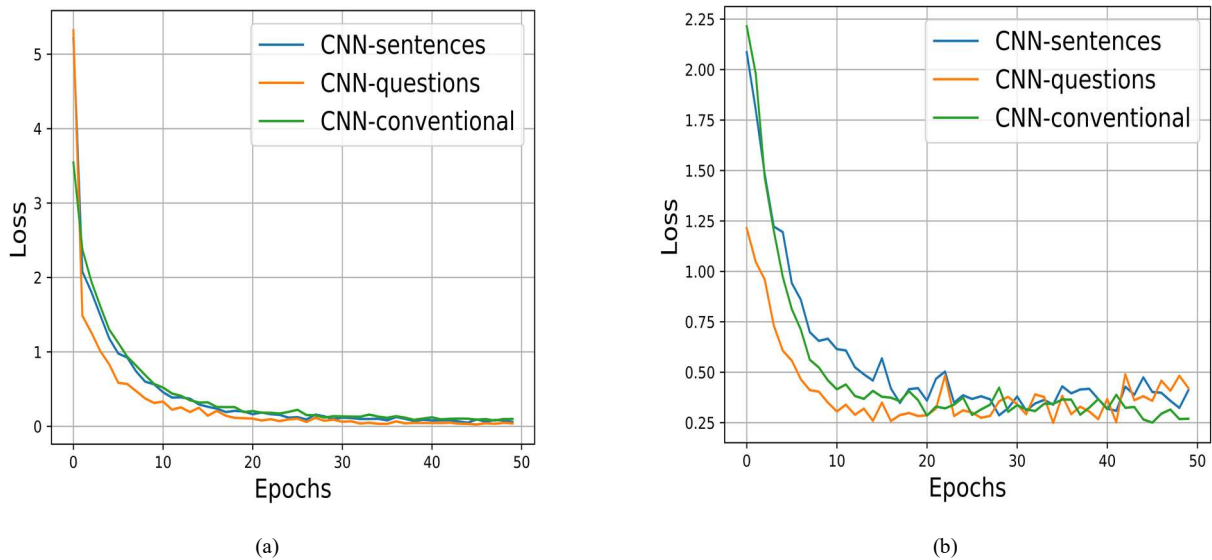 CNN-sentences
CNN-questions
CNN-conventional
5
4
3
2
1
0
Loss
0 10 20 30 40 50
Epochs
(a)
CNN-sentences
CNN-questions
CNN-conventional
2.25
2.00
1.75
1.50
1.25
1.00
0.75
0.50
0.25
Loss
0 10 20 30 40 50
Epochs
(b)